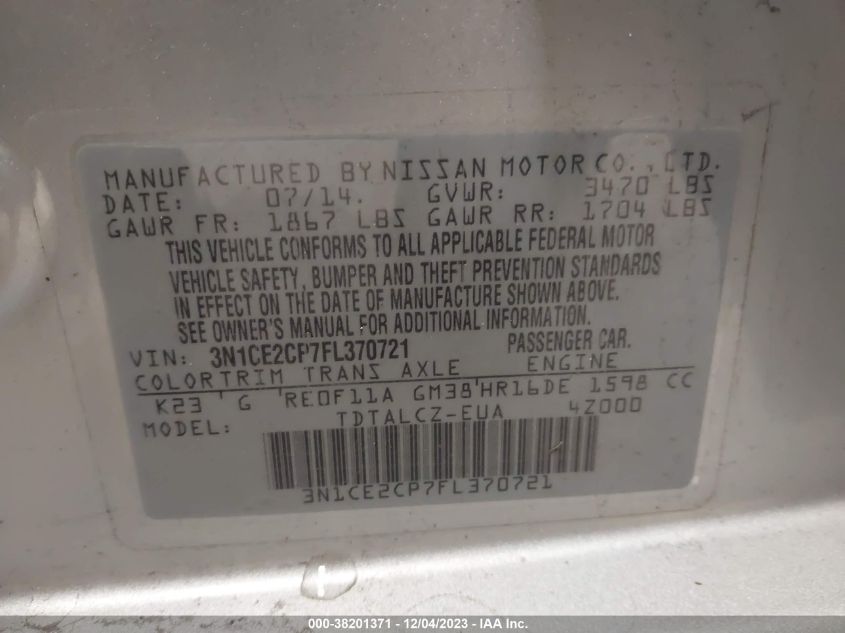 MANUFACTURED BY NISSAN MOTOR CO., LTD.
DATE: 07/14. GVWR: 3470 LBS
GAWR FR: 1867 LBS GAWR RR: 1704 LBS
THIS VEHICLE CONFORMS TO ALL APPLICABLE FEDERAL MOTOR
VEHICLE SAFETY, BUMPER AND THEFT PREVENTION STANDARDS
IN EFFECT ON THE DATE OF MANUFACTURE SHOWN ABOVE.
SEE OWNER'S MANUAL FOR ADDITIONAL INFORMATION.
VIN: 3N1CE2CP7FL370721 PASSENGER CAR.
COLORTRIM TRANS AXLE ENGINE
K23 'G 'RE0F11A GM38'HR16DE 1598 CC
MODEL: TDTALCZ-EUA 4Z000
3N1CE2CP7FL370721
000-38201371 - 12/04/2023 - IAA Inc.